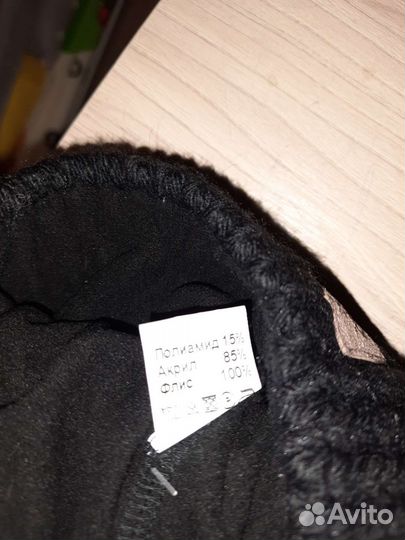 Полиамид 15%
Акрил 85%
Флис 100%
Avito